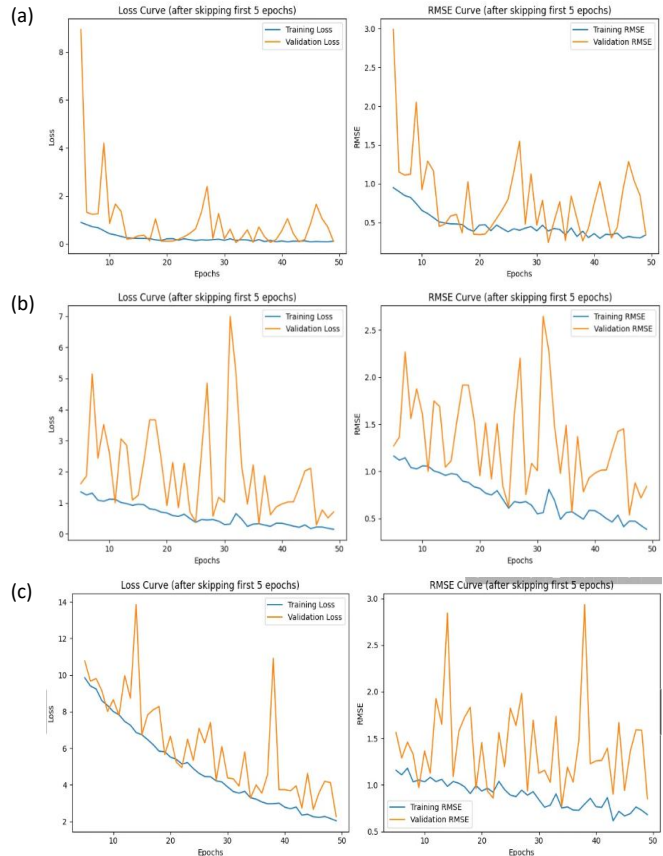 (a)
Loss Curve (after skipping first 5 epochs)
Training Loss
Validation Loss
8
6
4
2
0
Loss
10
20
30
40
50
Epochs
RMSE Curve (after skipping first 5 epochs)
Training RMSE
Validation RMSE
3.0
2.5
2.0
1.5
1.0
0.5
RMSE
10
20
30
40
50
Epochs
(b)
Loss Curve (after skipping first 5 epochs)
Training Loss
Validation Loss
7
6
5
4
3
2
1
0
Loss
10
20
30
40
50
Epochs
RMSE Curve (after skipping first 5 epochs)
Training RMSE
Validation RMSE
2.5
2.0
1.5
1.0
0.5
RMSE
10
20
30
40
50
Epochs
(c)
Loss Curve (after skipping first 5 epochs)
Training Loss
Validation Loss
14
12
10
8
6
4
2
Loss
10
20
30
40
50
Epochs
RMSE Curve (after skipping first 5 epochs)
3.0
2.5
2.0
1.5
1.0
0.5
RMSE
Training RMSE
Validation RMSE
10
20
30
40
50
Epochs